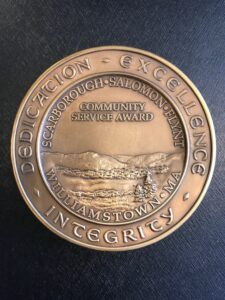 DEDICATION - EXCELLENCE - INTEGRITY -
SCARBOROUGH · SALOMON · FLYNT
COMMUNITY
SERVICE AWARD
WILLIAMSTOWN · MA